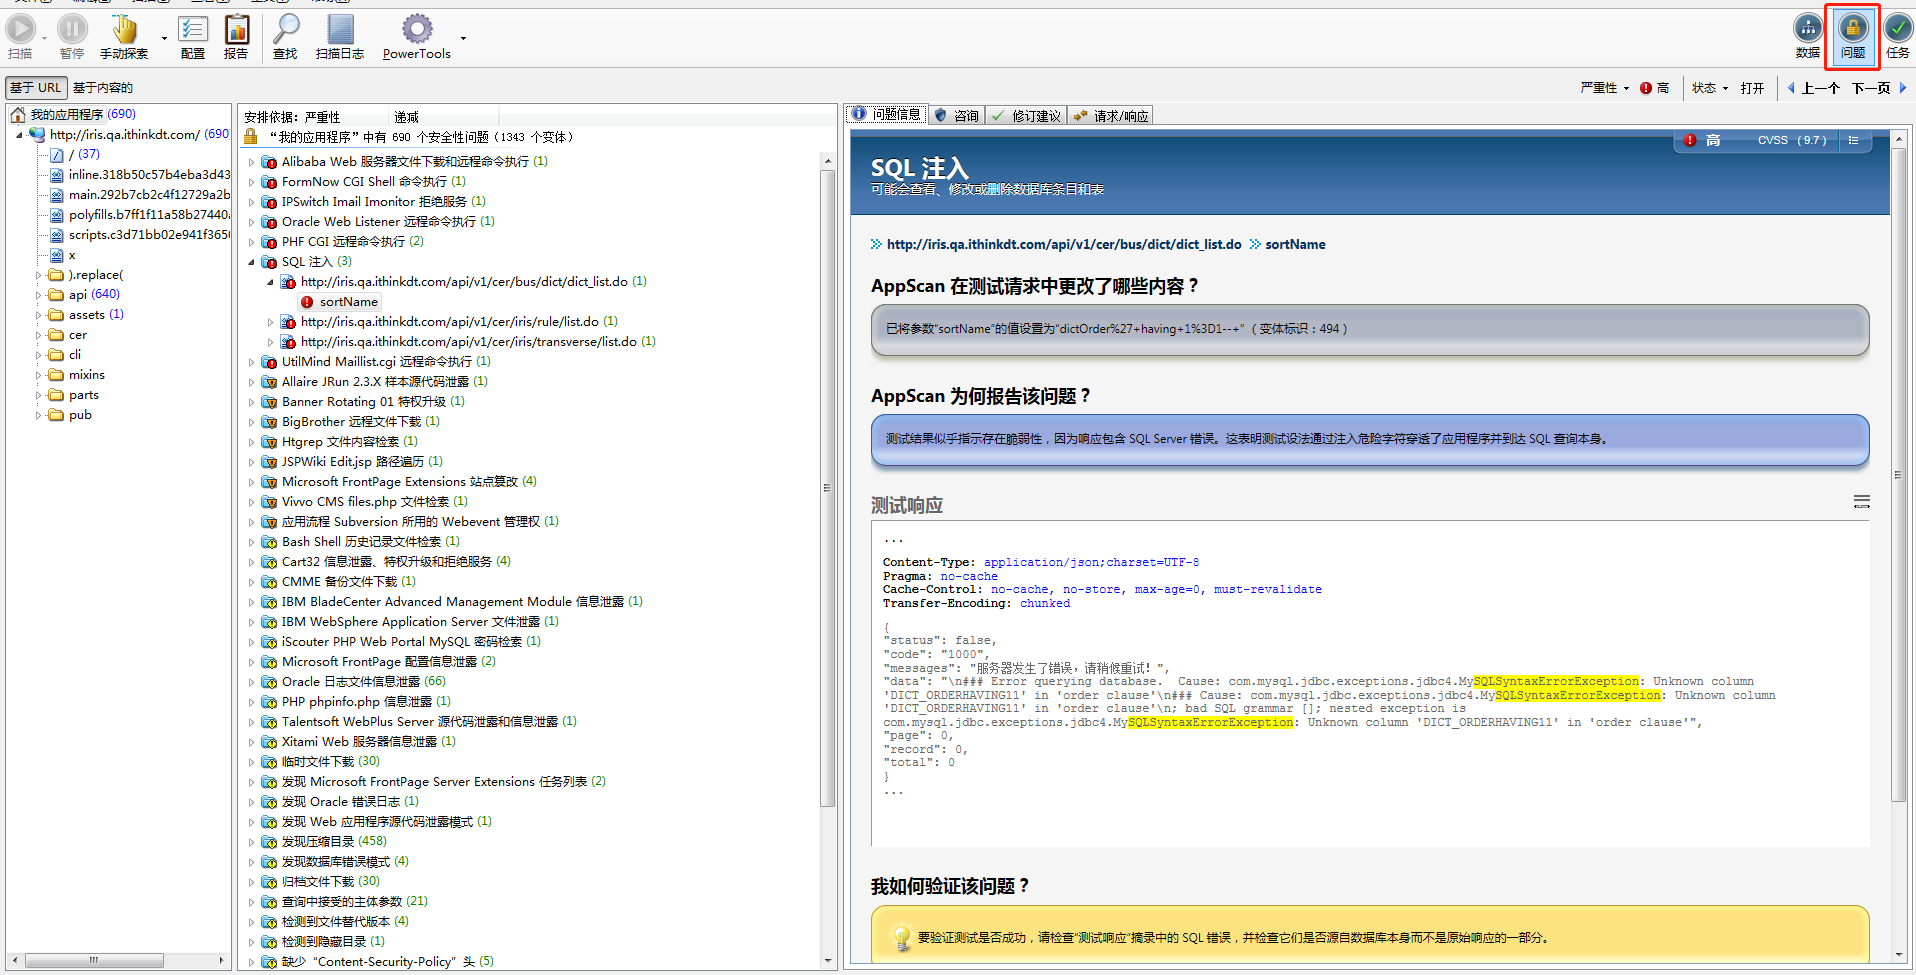 扫描
暂停
手动探索
配置
报告
查找
扫描日志
PowerTools
数据
问题
任务
基于 URL
基于内容的
严重性
高
状态
打开
上一个
下一页
我的应用程序 (690)
http://iris.qa.ithinkdt.com/ (690)
/ (37)
inline.318b50c57b4eba3d43
main.292b7cb2c4f12729a2b
polyfills.b7ff1f11a58b27440
scripts.c3d71bb02e941f365
x
).replace(
api (640)
assets (1)
cer
cli
mixins
parts
pub
安排依据: 严重性
递减
“我的应用程序”中有 690 个安全性问题 (1343 个变体)
Alibaba Web 服务器文件下载和远程命令执行 (1)
FormNow CGI Shell 命令执行 (1)
IPSwitch Imail Imonitor 拒绝服务 (1)
Oracle Web Listener 远程命令执行 (1)
PHF CGI 远程命令执行 (2)
SQL 注入 (3)
http://iris.qa.ithinkdt.com/api/v1/cer/bus/dict/dict_list.do (1)
sortName
http://iris.qa.ithinkdt.com/api/v1/cer/iris/rule/list.do (1)
http://iris.qa.ithinkdt.com/api/v1/cer/iris/transverse/list.do (1)
UtilMind Maillist.cgi 远程命令执行 (1)
Allaire JRun 2.3.X 样本源代码泄露 (1)
Banner Rotating 01 特权升级 (1)
BigBrother 远程文件下载 (1)
Htgrep 文件内容检索 (1)
JSPWiki Edit.jsp 路径遍历 (1)
Microsoft FrontPage Extensions 站点篡改 (4)
Vivvo CMS files.php 文件检索 (1)
应用流程 Subversion 所用的 Webevent 管理权 (1)
Bash Shell 历史记录文件检索 (1)
Cart32 信息泄露、特权升级和拒绝服务 (4)
CMME 备份文件下载 (1)
IBM BladeCenter Advanced Management Module 信息泄露 (1)
IBM WebSphere Application Server 文件泄露 (1)
iScouter PHP Web Portal MySQL 密码检索 (1)
Microsoft FrontPage 配置信息泄露 (2)
Oracle 日志文件信息泄露 (66)
PHP phpinfo.php 信息泄露 (1)
Talentsoft WebPlus Server 源代码泄露和信息泄露 (1)
Xitami Web 服务器信息泄露 (1)
临时文件下载 (30)
发现 Microsoft FrontPage Server Extensions 任务列表 (2)
发现 Oracle 错误日志 (1)
发现 Web 应用程序源代码泄露模式 (1)
发现压缩目录 (458)
发现数据库错误模式 (4)
归档文件下载 (30)
查询中接受的主体参数 (21)
检测到文件替代版本 (4)
检测到隐藏目录 (1)
缺少 “Content-Security-Policy” 头 (5)
问题信息
咨询
修订建议
请求/响应
高
CVSS (9.7)
SQL 注入
可能会查看、修改或删除数据库条目和表
http://iris.qa.ithinkdt.com/api/v1/cer/bus/dict/dict_list.do
sortName
AppScan 在测试请求中更改了哪些内容？
已将参数“sortName”的值设置为“dictOrder%27+having+1%3D1--+”（变体标识：494）
AppScan 为何报告该问题？
测试结果似乎指示存在脆弱性，因为响应包含 SQL Server 错误。这表明测试设法通过注入危险字符穿透了应用程序并到达 SQL 查询本身。
测试响应
...
Content-Type: application/json;charset=UTF-8
Pragma: no-cache
Cache-Control: no-cache, no-store, max-age=0, must-revalidate
Transfer-Encoding: chunked
{
"status": false,
"code": "1000",
"messages": "服务器发生了错误，请稍候重试！",
"data": "\n### Error querying database.  Cause: com.mysql.jdbc.exceptions.jdbc4.MySQLSyntaxErrorException: Unknown column
'DICT_ORDERHAVING11' in 'order clause'\n### Cause: com.mysql.jdbc.exceptions.jdbc4.MySQLSyntaxErrorException: Unknown column
'DICT_ORDERHAVING11' in 'order clause'\n; bad SQL grammar []; nested exception is
com.mysql.jdbc.exceptions.jdbc4.MySQLSyntaxErrorException: Unknown column 'DICT_ORDERHAVING11' in 'order clause'",
"page": 0,
"record": 0,
"total": 0
}
...
我如何验证该问题？
要验证测试是否成功，请检查“测试响应”摘录中的 SQL 错误，并检查它们是否源自数据库本身而不是原始响应的一部分。